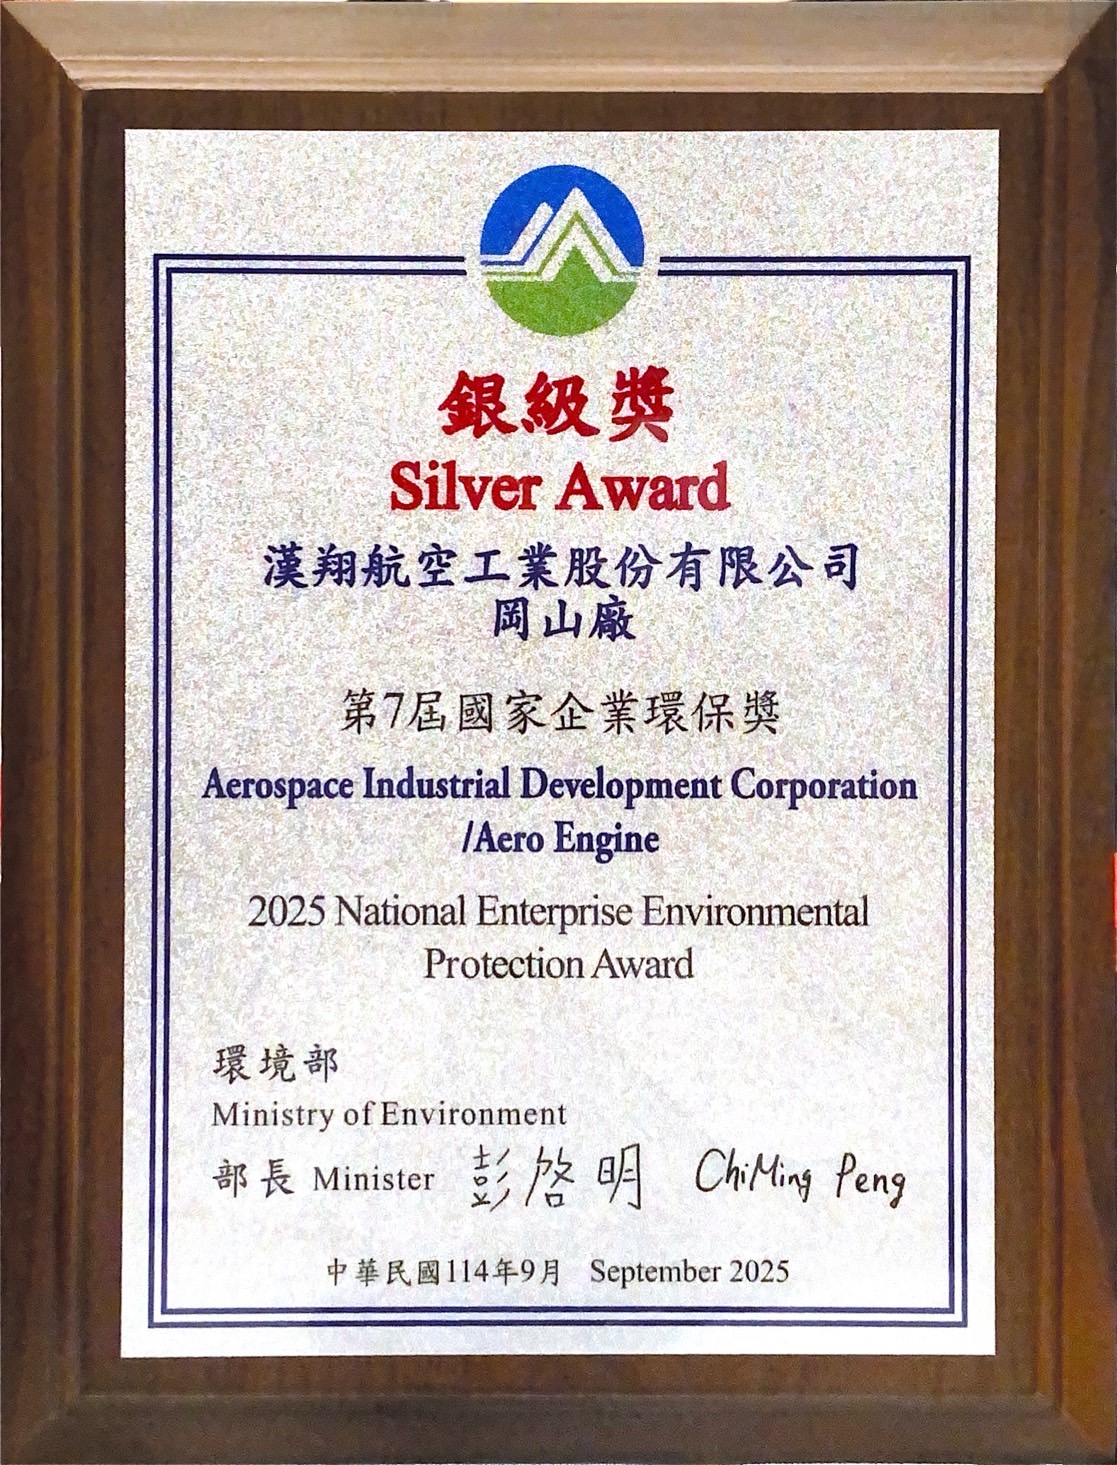 銀級獎
Silver Award
漢翔航空工業股份有限公司
岡山廠
第7屆國家企業環保獎
Aerospace Industrial Development Corporation
/Aero Engine
2025 National Enterprise Environmental
Protection Award
環境部
Ministry of Environment
部長 Minister 彭啓明 ChiMing Peng
中華民國114年9月 September 2025